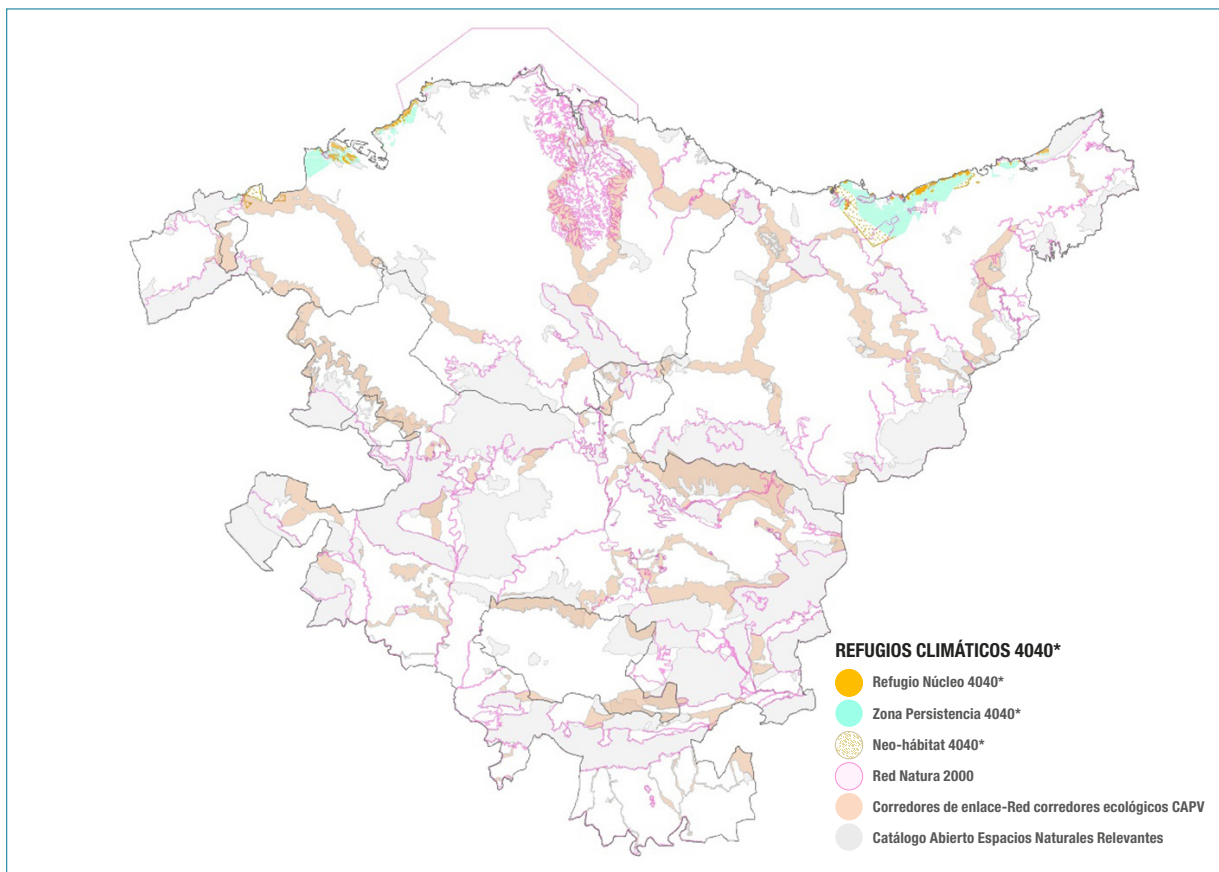 REFUGIOS CLIMÁTICOS 4040*
Refugio Núcleo 4040*
Zona Persistencia 4040*
Neo-hábitat 4040*
Red Natura 2000
Corredores de enlace-Red corredores ecológicos CAPV
Catálogo Abierto Espacios Naturales Relevantes